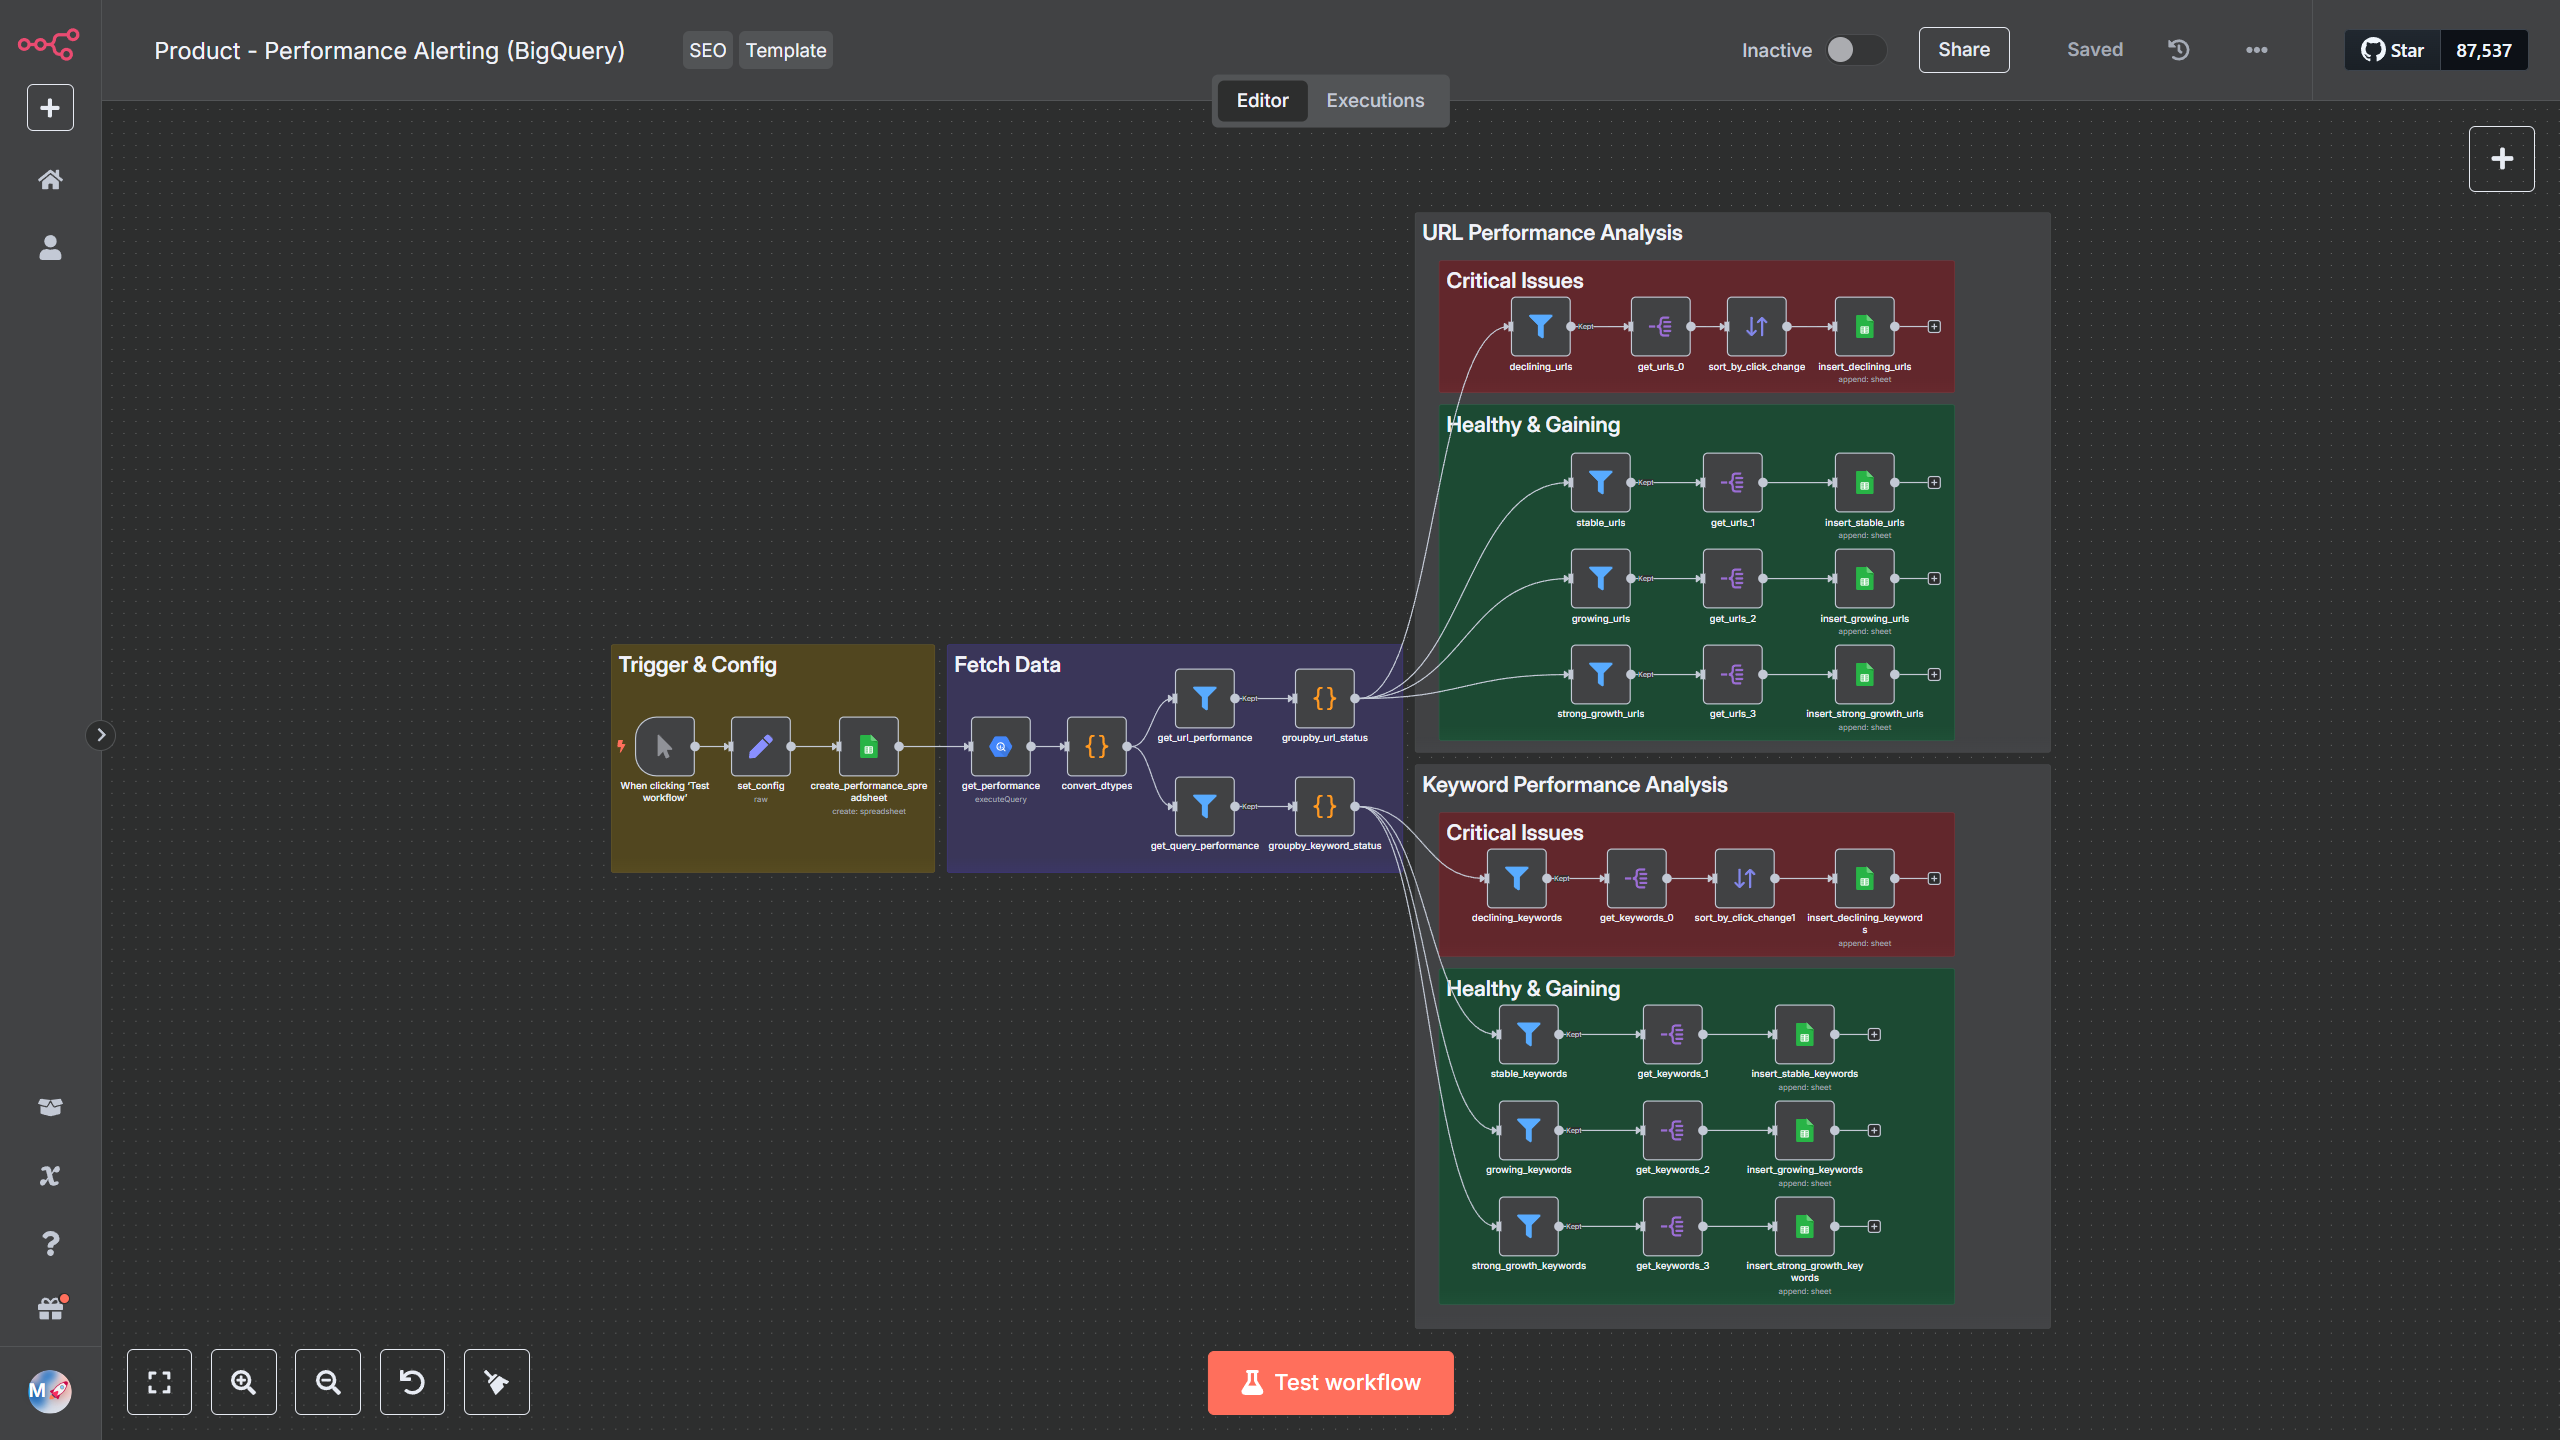 Product - Performance Alerting (BigQuery)
SEO
Template
Inactive
Share
Saved
Star
87,537
Editor
Executions
URL Performance Analysis
Critical Issues
Kept
declining_urls
get_urls_0
sort_by_click_change
insert_declining_urls
append: sheet
Healthy & Gaining
Kept
stable_urls
get_urls_1
insert_stable_urls
append: sheet
Kept
growing_urls
get_urls_2
insert_growing_urls
append: sheet
Kept
strong_growth_urls
get_urls_3
insert_strong_growth_urls
append: sheet
Trigger & Config
When clicking ‘Test
workflow’
set_config
raw
create_performance_spre
adsheet
create: spreadsheet
Fetch Data
get_performance
executeQuery
convert_dtypes
Kept
get_url_performance
groupby_url_status
Kept
get_query_performance
groupby_keyword_status
Keyword Performance Analysis
Critical Issues
Kept
declining_keywords
get_keywords_0
sort_by_click_change1
insert_declining_keyword
s
append: sheet
Healthy & Gaining
Kept
stable_keywords
get_keywords_1
insert_stable_keywords
append: sheet
Kept
growing_keywords
get_keywords_2
insert_growing_keywords
append: sheet
Kept
strong_growth_keywords
get_keywords_3
insert_strong_growth_key
words
append: sheet
M
Test workflow